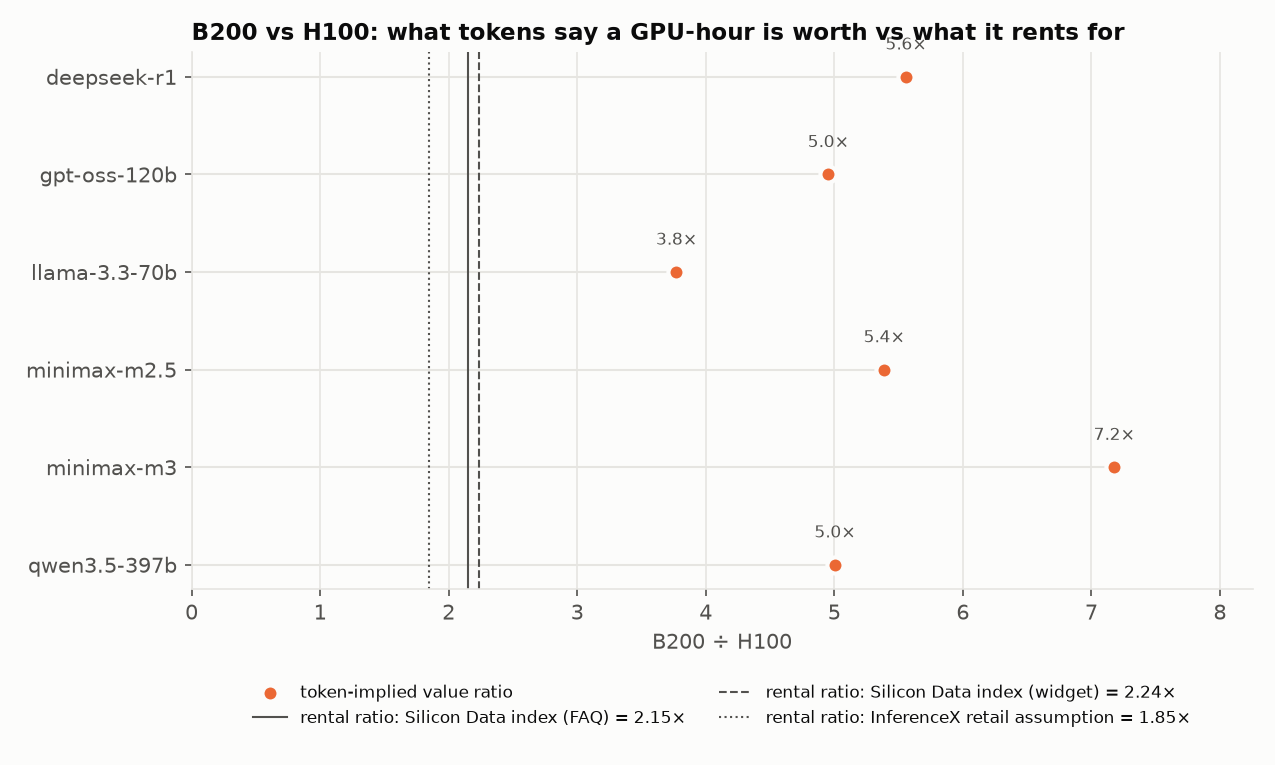 B200 vs H100: what tokens say a GPU-hour is worth vs what it rents for
5.6×
deepseek-r1
5.0×
gpt-oss-120b
3.8×
llama-3.3-70b
5.4×
minimax-m2.5
7.2×
minimax-m3
5.0×
qwen3.5-397b
0 1 2 3 4 5 6 7 8
B200 ÷ H100
token-implied value ratio
rental ratio: Silicon Data index (FAQ) = 2.15×
rental ratio: Silicon Data index (widget) = 2.24×
rental ratio: InferenceX retail assumption = 1.85×